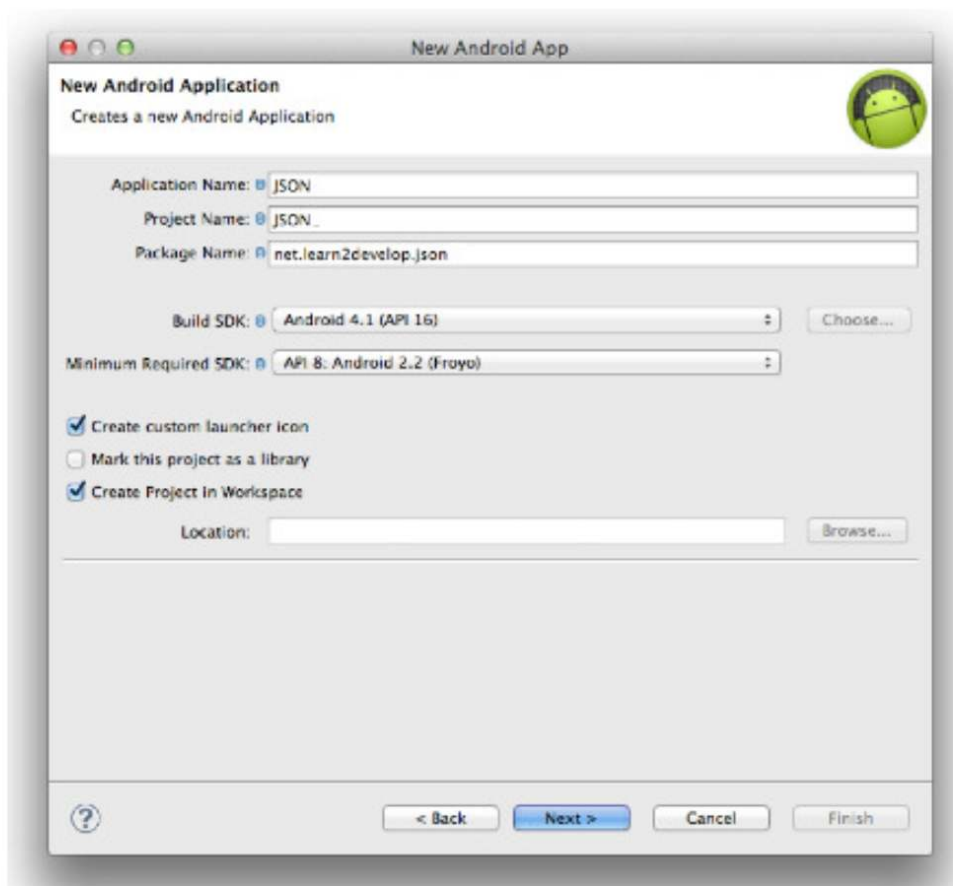 New Android App
New Android Application
Creates a new Android Application
Application Name: JSON
Project Name: JSON_
Package Name: net.learn2develop.json
Build SDK: Android 4.1 (API 16) Choose...
Minimum Required SDK: API 8: Android 2.2 (Froyo)
Create custom launcher icon
Mark this project as a library
Create Project in Workspace
Location: Browse...
? < Back Next > Cancel Finish